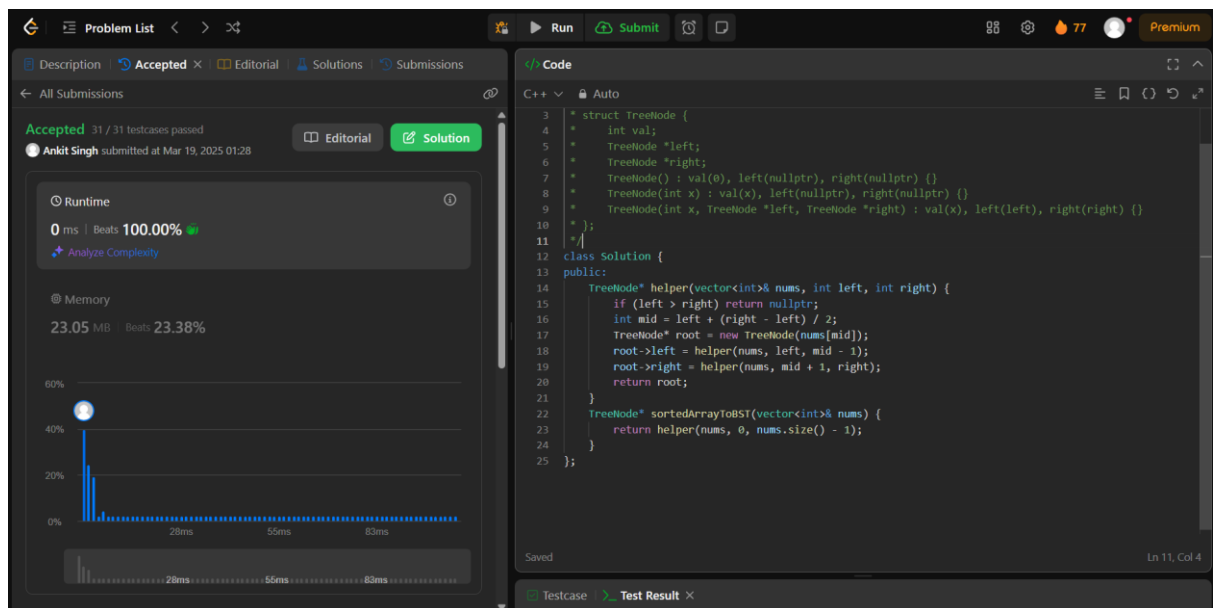 Problem List
Run
Submit
77
Premium
Description
Accepted
Editorial
Solutions
Submissions
All Submissions
Accepted 31 / 31 testcases passed
Ankit Singh submitted at Mar 19, 2025 01:28
Editorial
Solution
Runtime
0 ms | Beats 100.00%
Analyze Complexity
Memory
23.05 MB | Beats 23.38%
60%
40%
20%
0%
28ms 55ms 83ms
28ms 55ms 83ms
</> Code
C++ Auto
3 * struct TreeNode {
4 *     int val;
5 *     TreeNode *left;
6 *     TreeNode *right;
7 *     TreeNode() : val(0), left(nullptr), right(nullptr) {}
8 *     TreeNode(int x) : val(x), left(nullptr), right(nullptr) {}
9 *     TreeNode(int x, TreeNode *left, TreeNode *right) : val(x), left(left), right(right) {}
10 * };
11 */
12 class Solution {
13 public:
14     TreeNode* helper(vector<int>& nums, int left, int right) {
15         if (left > right) return nullptr;
16         int mid = left + (right - left) / 2;
17         TreeNode* root = new TreeNode(nums[mid]);
18         root->left = helper(nums, left, mid - 1);
19         root->right = helper(nums, mid + 1, right);
20         return root;
21     }
22     TreeNode* sortedArrayToBST(vector<int>& nums) {
23         return helper(nums, 0, nums.size() - 1);
24     }
25 };
Saved
Ln 11, Col 4
Testcase
Test Result